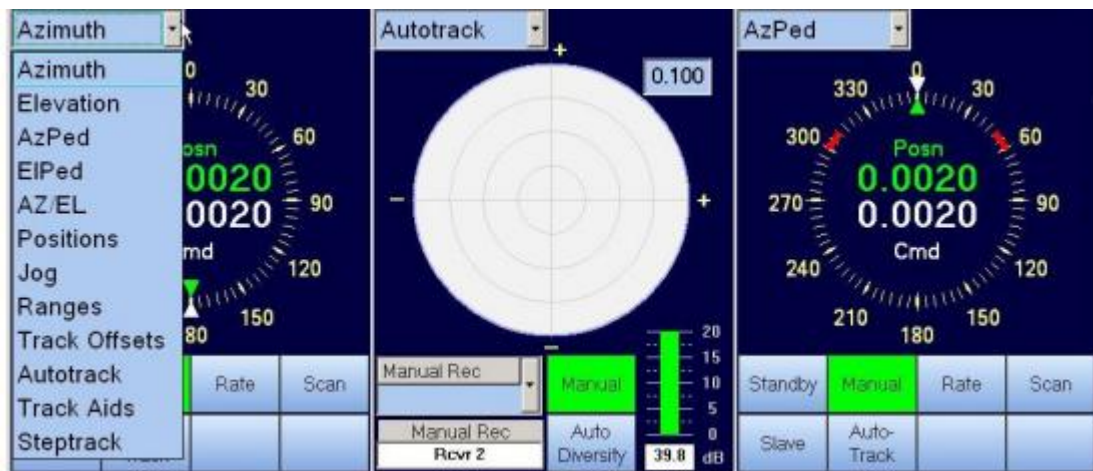 Azimuth
Azimuth
Elevation
AzPed
ElPed
AZ/EL
Positions
Jog
Ranges
Track Offsets
Autotrack
Track Aids
Steptrack
0
30
60
90
120
150
80
osn
0020
0020
md
Rate
Scan
Autotrack
+
0.100
-
+
-
20
15
10
5
0
39.8 dB
Manual Rec
Manual
Manual Rec
Rcvr 2
Auto
Diversity
AzPed
0
330
30
300
60
270
90
240
120
210
150
180
Posn
0.0020
0.0020
Cmd
Standby
Manual
Rate
Scan
Slave
Auto-
Track